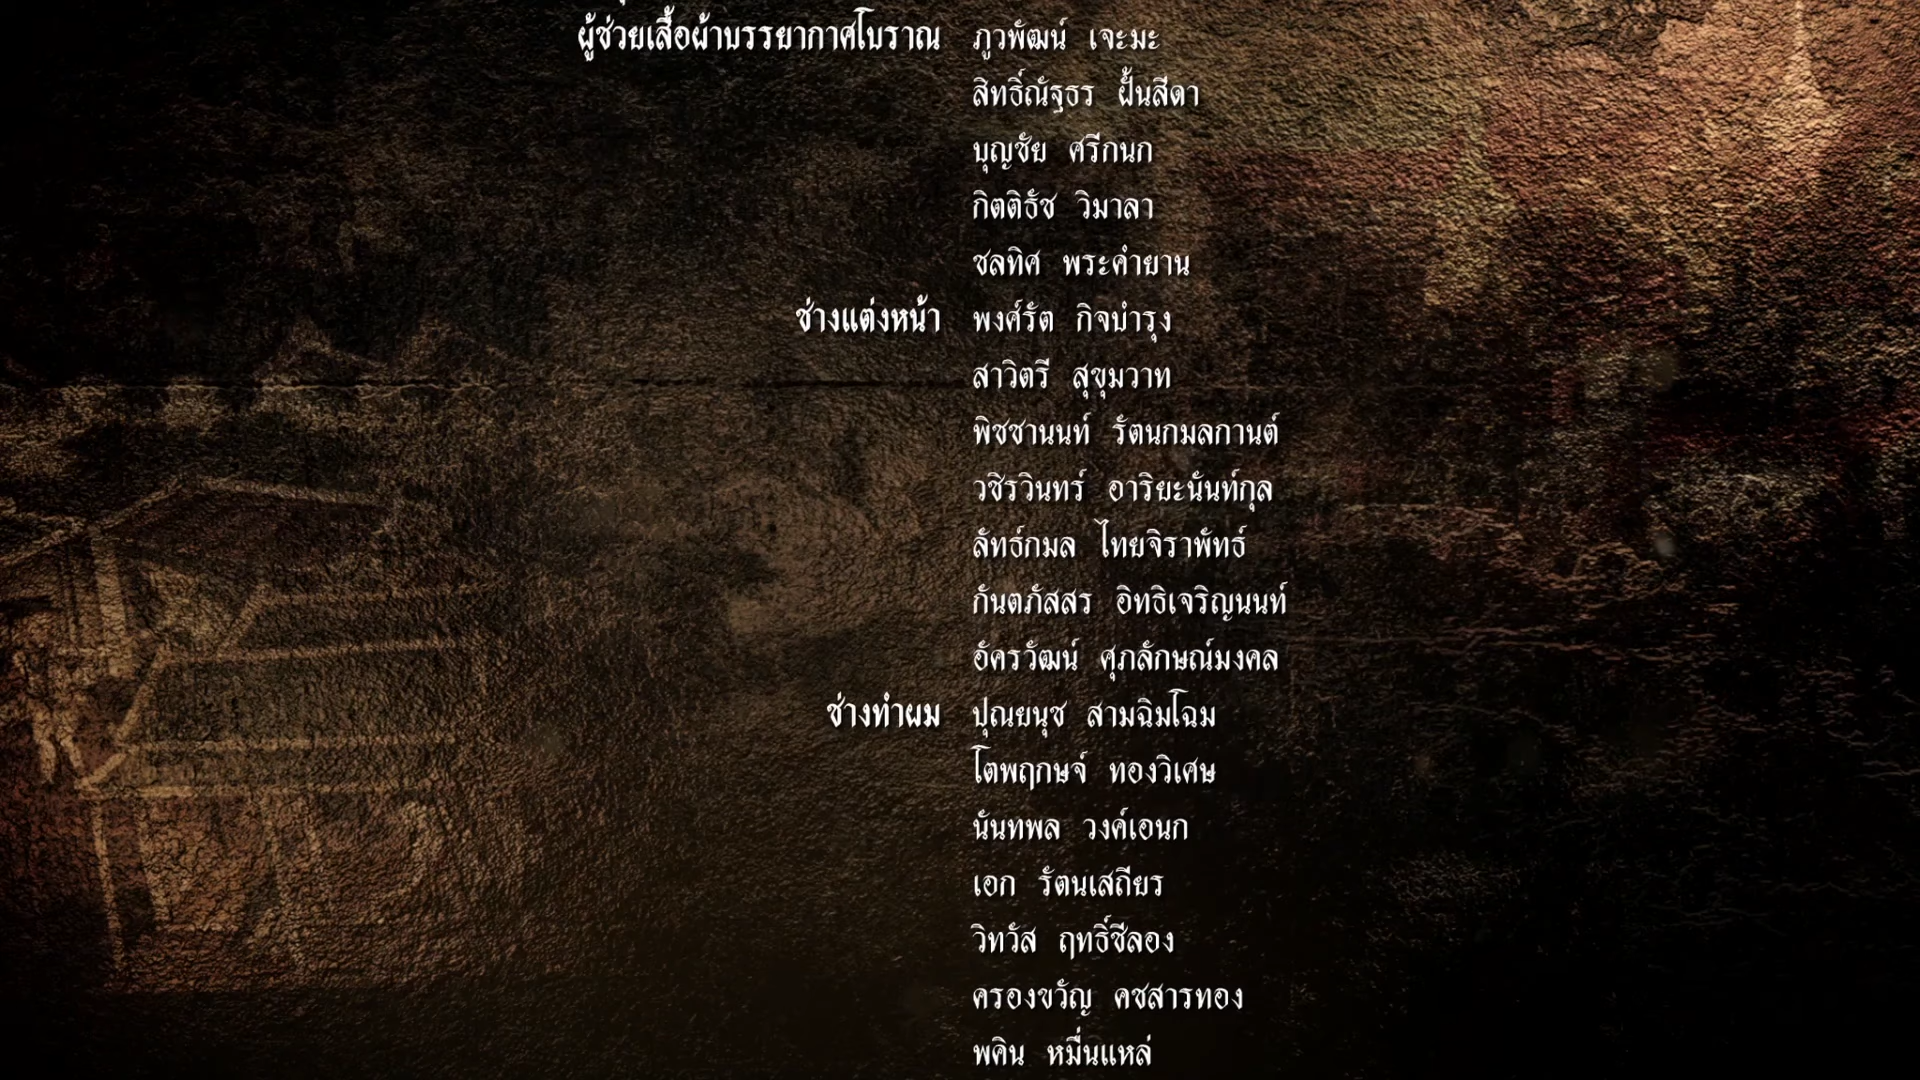 ผู้ช่วยเสื้อผ้าบรรยากาศโบราณ ภูวพัฒน์ เจะมะ
สิทธิ์ณัฐธร ฝั้นสีดา
บุญชัย ศรีกนก
กิตติธัช วิมาลา
ชลทิศ พระคำยาน
ช่างแต่งหน้า พงศ์รัต กิจบำรุง
สาวิตรี สุขุมวาท
พิชชานนท์ รัตนกมลกานต์
วชิรวินทร์ อาริยะนันท์กุล
ลัทธ์กมล ไทยจิราพัทธ์
กันตภัสสร อิทธิเจริญนนท์
อัครวัฒน์ ศุภลักษณ์มงคล
ช่างทำผม ปุณยนุช สามฉิมโฉม
โตพฤกษจ์ ทองวิเศษ
นันทพล วงค์เอนก
เอก รัตนเสถียร
วิทวัส ฤทธิ์ชีลอง
ครองขวัญ คชสารทอง
พคิน หมื่นแหล่